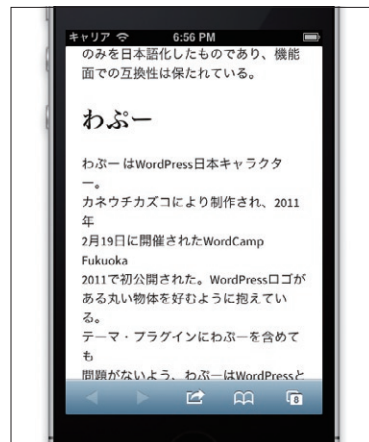 キャリア 6:56 PM
のみを日本語化したものであり、機能
面での互換性は保たれている。
わぷー
わぷー はWordPress日本キャラクタ
ー。
カネウチカズコにより制作され、2011
年
2月19日に開催されたWordCamp
Fukuoka
2011で初公開された。WordPressロゴが
ある丸い物体を好むように抱えてい
る。
テーマ・プラグインにわぷーを含めて
も
問題がないよう、わぷーはWordPressと
8